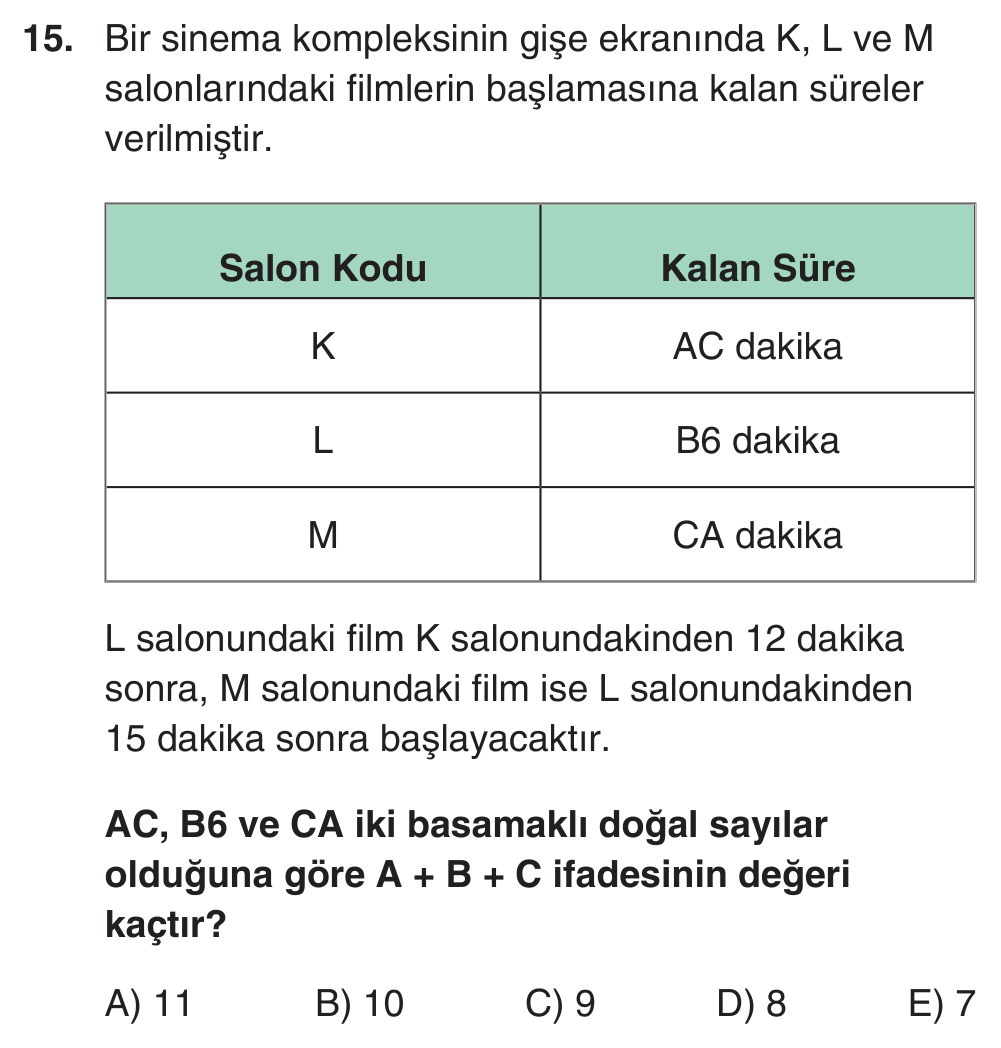 15. Bir sinema kompleksinin gişe ekranında K, L ve M
salonlarındaki filmlerin başlamasına kalan süreler
verilmiştir.
Salon Kodu Kalan Süre
K AC dakika
L B6 dakika
M CA dakika
L salonundaki film K salonundakinden 12 dakika
sonra, M salonundaki film ise L salonundakinden
15 dakika sonra başlayacaktır.
AC, B6 ve CA iki basamaklı doğal sayılar
olduğuna göre A + B + C ifadesinin değeri
kaçtır?
A) 11 B) 10 C) 9 D) 8 E) 7